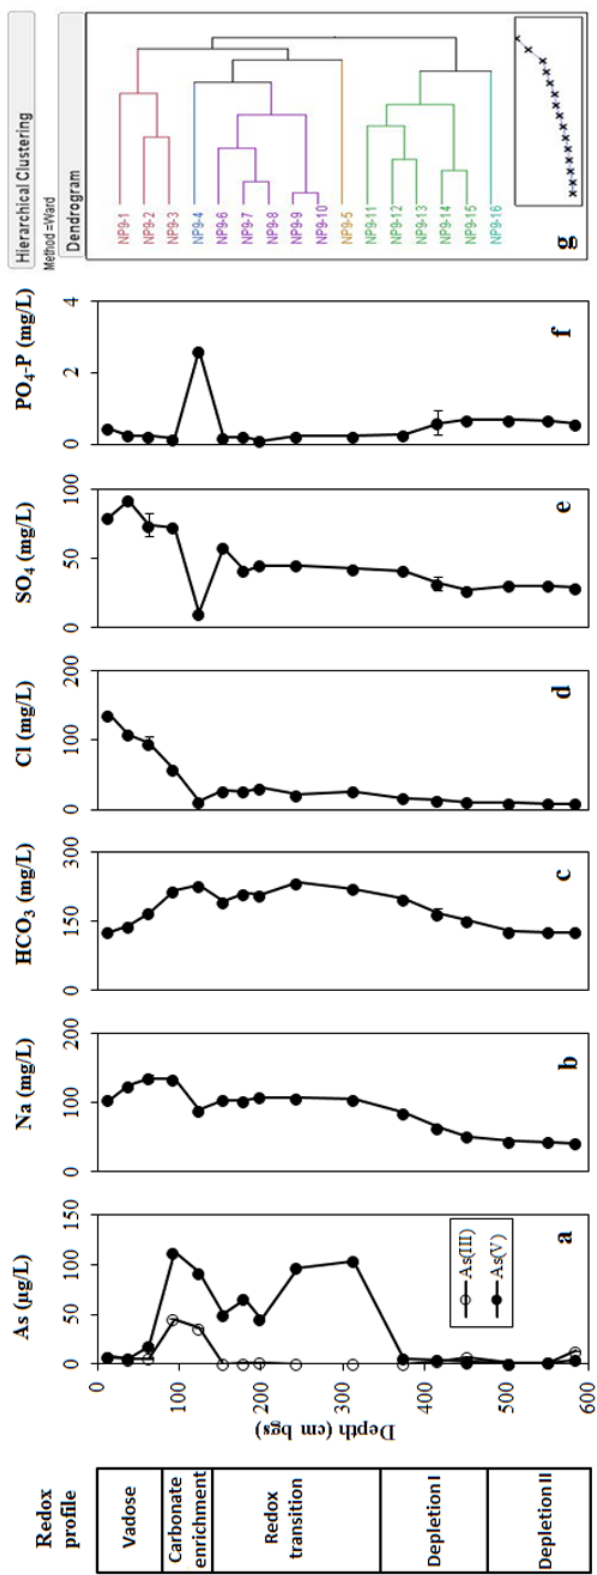 Redox
profile
Vadose
Carbonate
enrichment
Redox
transition
Depletion I
Depletion II
Depth (cm bgs)
0
100
200
300
400
500
600
As (µg/L)
0
50
100
150
As(III)
As(V)
a
Na (mg/L)
0
100
200
b
HCO3 (mg/L)
0
150
300
c
Cl (mg/L)
0
100
200
d
SO4 (mg/L)
0
50
100
e
PO4-P (mg/L)
0
2
4
f
Hierarchical Clustering
Method =Ward
Dendrogram
NP9-1
NP9-2
NP9-3
NP9-4
NP9-6
NP9-7
NP9-8
NP9-9
NP9-10
NP9-5
NP9-11
NP9-12
NP9-13
NP9-14
NP9-15
NP9-16
g